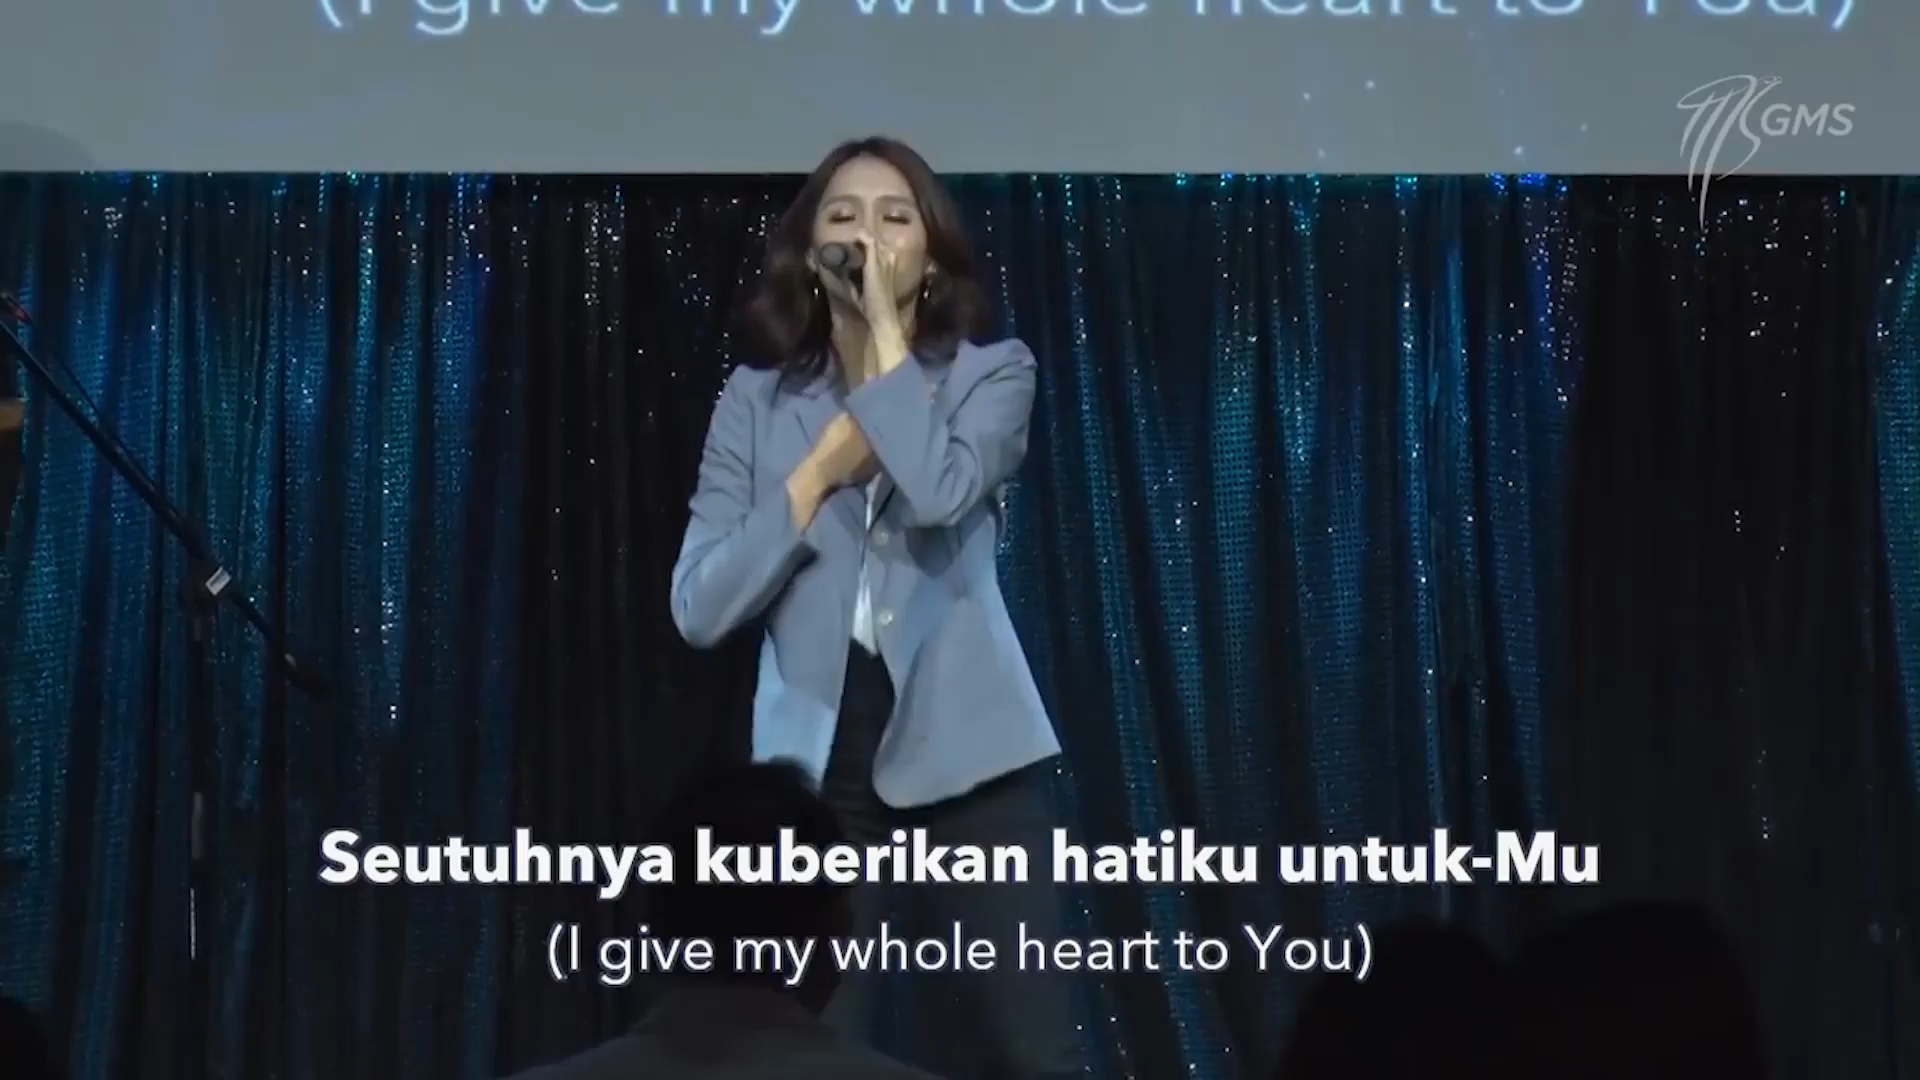 (I give my whole heart to You)
GMS
Seutuhnya kuberikan hatiku untuk-Mu
(I give my whole heart to You)